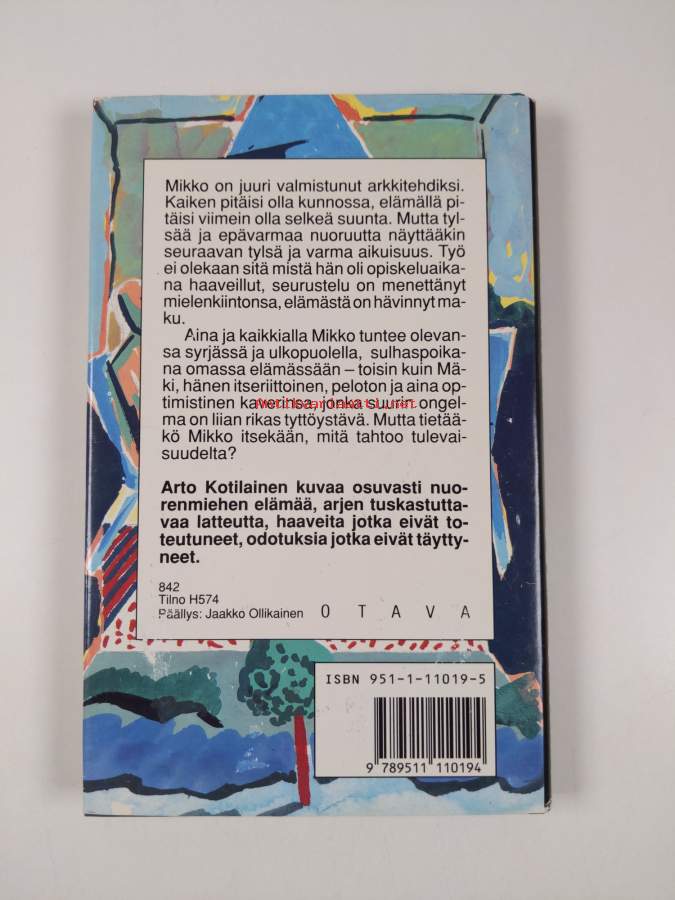 Mikko on juuri valmistunut arkkitehdiksi.
Kaiken pitäisi olla kunnossa, elämällä pi-
täisi viimein olla selkeä suunta. Mutta tyl-
sää ja epävarmaa nuoruutta näyttääkin
seuraavan tylsä ja varma aikuisuus. Työ
ei olekaan sitä mistä hän oli opiskeluaika-
na haaveillut, seurustelu on menettänyt
mielenkiintonsa, elämästä on hävinnyt ma-
ku.
Aina ja kaikkialla Mikko tuntee olevan-
sa syrjässä ja ulkopuolella, sulhaspoika-
na omassa elämässään – toisin kuin Mä-
ki, hänen itseriittoinen, peloton ja aina op-
timistinen kaverinsa, jonka suurin ongel-
ma on liian rikas tyttöystävä. Mutta tietää-
kö Mikko itsekään, mitä tahtoo tulevai-
suudelta?
Arto Kotilainen kuvaa osuvasti nuo-
renmiehen elämää, arjen tuskastutta-
vaa latteutta, haaveita jotka eivät to-
teutuneet, odotuksia jotka eivät täytty-
neet.
842
Tilno H574
Päällys: Jaakko Ollikainen
OTAVA
ISBN 951-1-11019-5
9 789511 110194